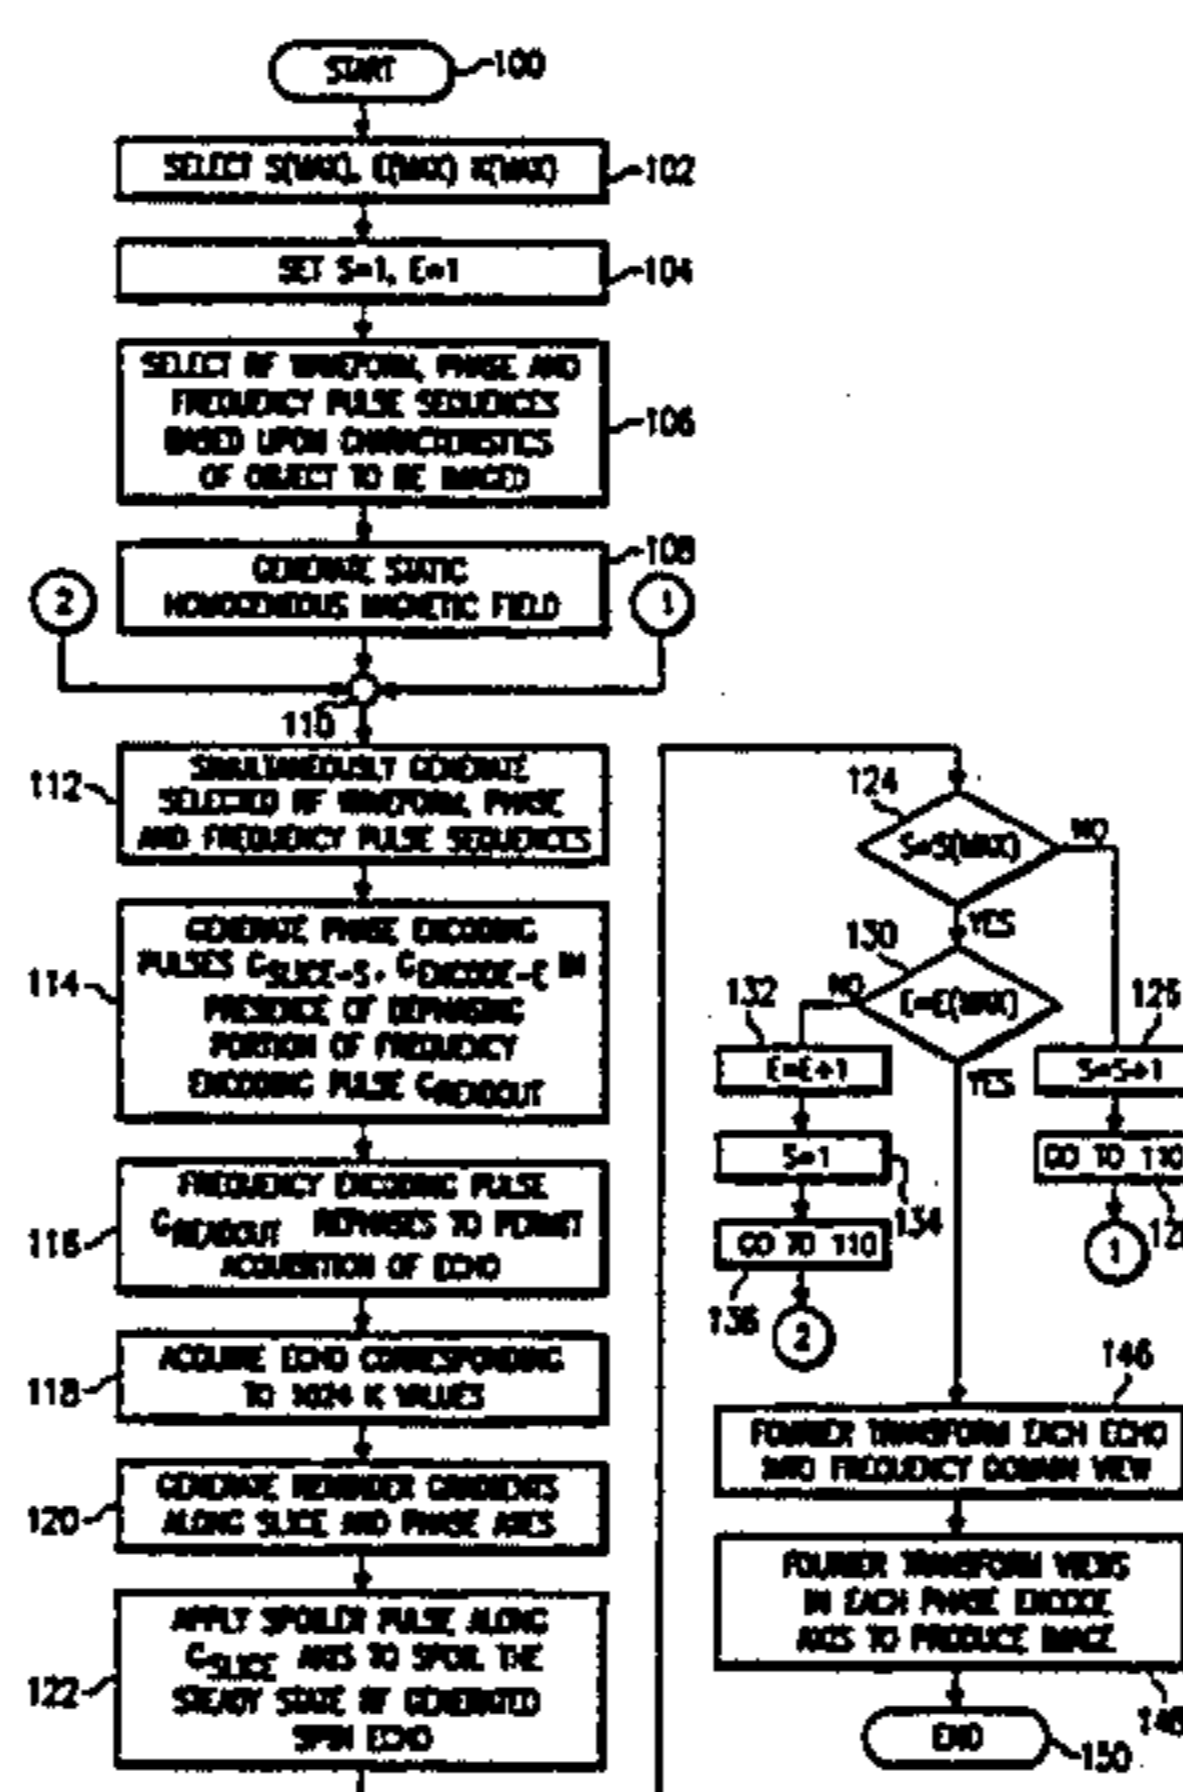 START
100
SELECT S(MAX), E(MAX) K(MAX)
102
SET S=1, E=1
104
SELECT RF WAVEFORM, PHASE AND
FREQUENCY PULSE SEQUENCES
BASED UPON CHARACTERISTICS
OF OBJECT TO BE IMAGED
106
GENERATE STATIC
HOMOGENEOUS MAGNETIC FIELD
108
2
1
110
112
SIMULTANEOUSLY GENERATE
SELECTED RF WAVEFORM, PHASE
AND FREQUENCY PULSE SEQUENCES
114
GENERATE PHASE ENCODING
PULSES GSLICE-S, GENCODE-E IN
PRESENCE OF DEPHASING
PORTION OF FREQUENCY
ENCODING PULSE GREADOUT
116
FREQUENCY ENCODING PULSE
GREADOUT REPHASES TO PERMIT
ACQUISITION OF ECHO
118
ACQUIRE ECHO CORRESPONDING
TO 1024 K VALUES
120
GENERATE REWINDER GRADIENTS
ALONG SLICE AND PHASE AXES
122
APPLY SPOILER PULSE ALONG
GSLICE AXIS TO SPOIL THE
STEADY STATE RF GENERATED
SPIN ECHO
124
S=S(MAX)
NO
YES
130
E=E(MAX)
NO
YES
132
E=E+1
S=1
134
GO TO 110
136
2
126
S=S+1
GO TO 110
1
146
FOURIER TRANSFORM EACH ECHO
INTO FREQUENCY DOMAIN VIEW
FOURIER TRANSFORM VIEWS
IN EACH PHASE ENCODE
AXIS TO PRODUCE IMAGE
148
END
150